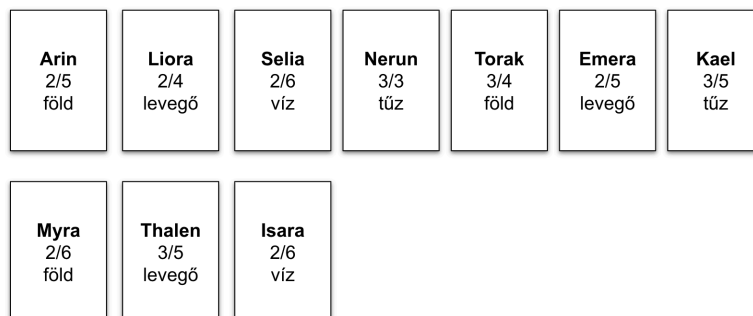 Arin
2/5
föld
Liora
2/4
levegő
Selia
2/6
víz
Nerun
3/3
tűz
Torak
3/4
föld
Emera
2/5
levegő
Kael
3/5
tűz
Myra
2/6
föld
Thalen
3/5
levegő
Isara
2/6
víz